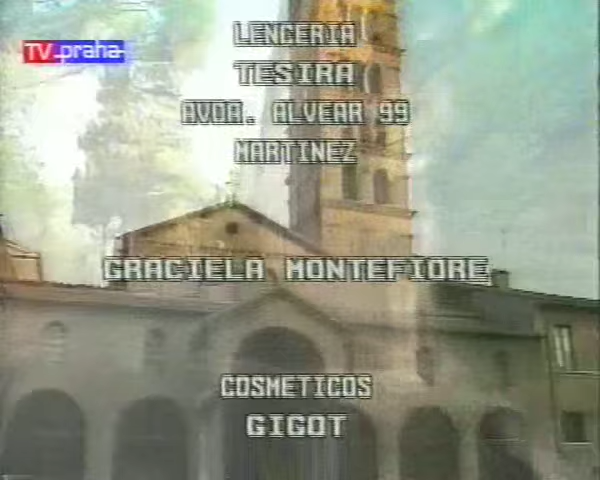 TV praha
LENCERIA
TESIRA
AVDA. ALVEAR 99
MARTINEZ
GRACIELA MONTEFIORE
COSMETICOS
GIGOT